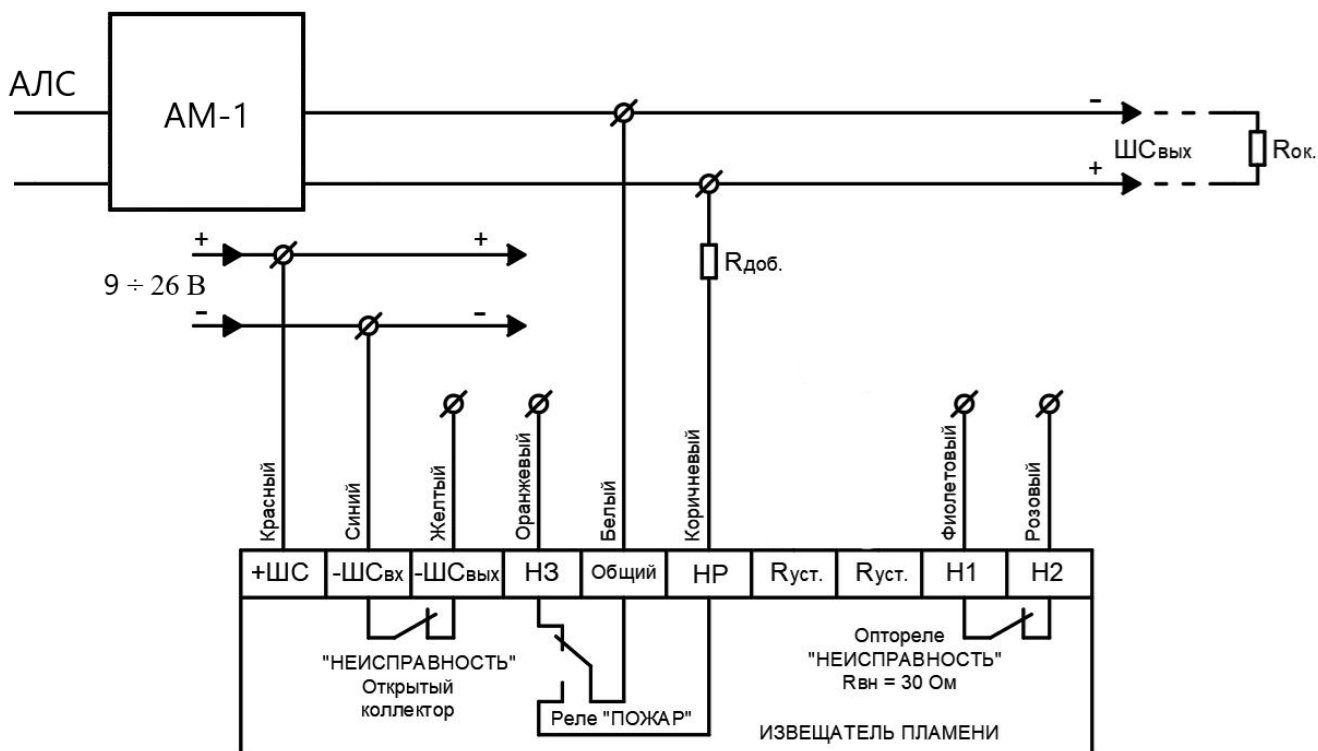 АЛС
АМ-1
-
ШСвых
Rок.
+
+
+
9 ÷ 26 В
-
-
Rдоб.
Красный
Синий
Желтый
Оранжевый
Белый
Коричневый
Фиолетовый
Розовый
+ШС
-ШСвх
-ШСвых
НЗ
Общий
НР
Rуст.
Rуст.
Н1
Н2
"НЕИСПРАВНОСТЬ"
Открытый
коллектор
Реле "ПОЖАР"
Оптореле
"НЕИСПРАВНОСТЬ"
Rвн = 30 Ом
ИЗВЕЩАТЕЛЬ ПЛАМЕНИ